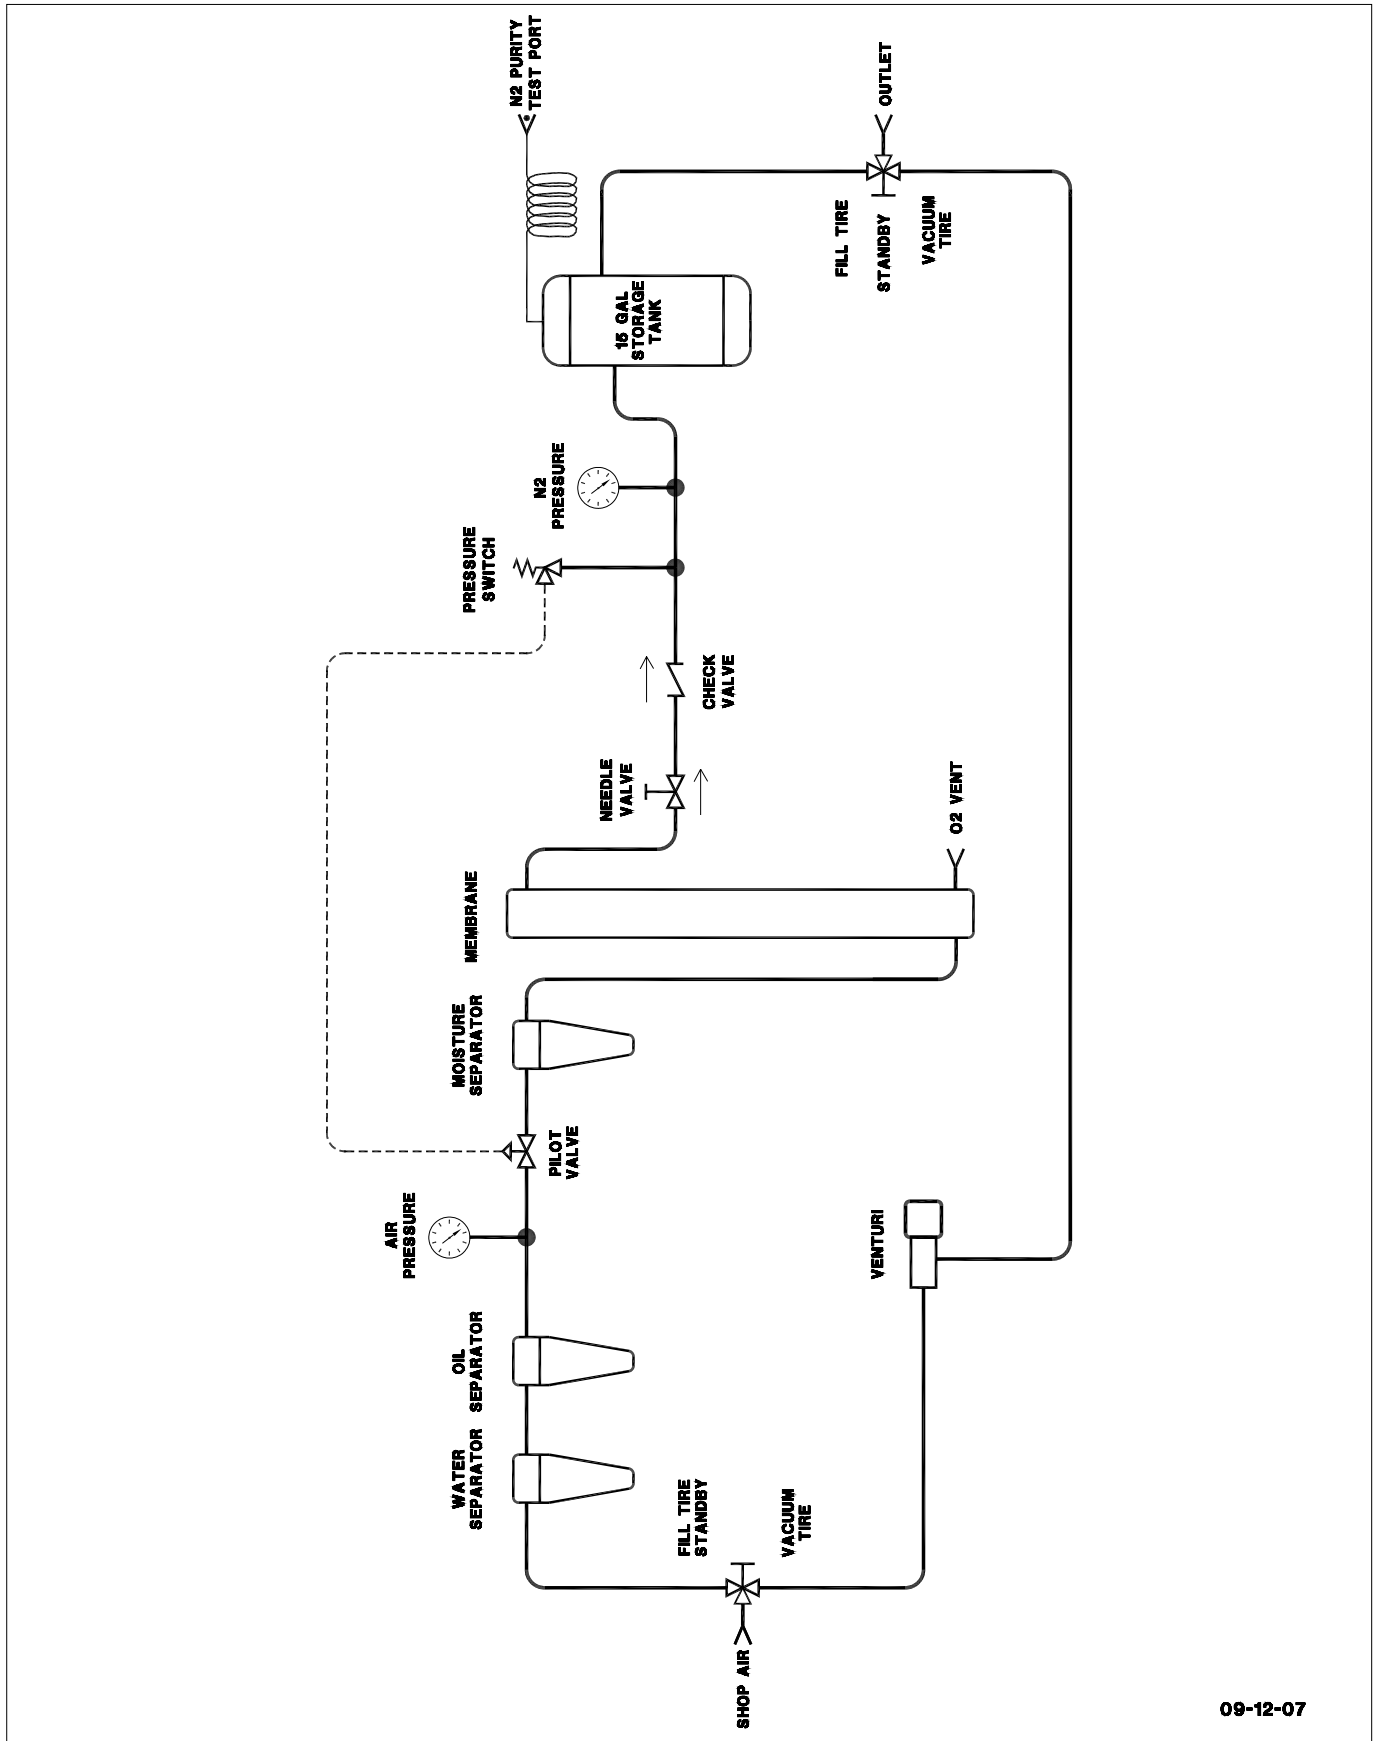 N2 PURITY
TEST PORT
OUTLET
FILL TIRE
STANDBY
VACUUM
TIRE
15 GAL
STORAGE
TANK
N2
PRESSURE
PRESSURE
SWITCH
CHECK
VALVE
NEEDLE
VALVE
O2 VENT
MEMBRANE
MOISTURE
SEPARATOR
PILOT
VALVE
AIR
PRESSURE
VENTURI
OIL
SEPARATOR
WATER
SEPARATOR
FILL TIRE
STANDBY
VACUUM
TIRE
SHOP AIR
09-12-07